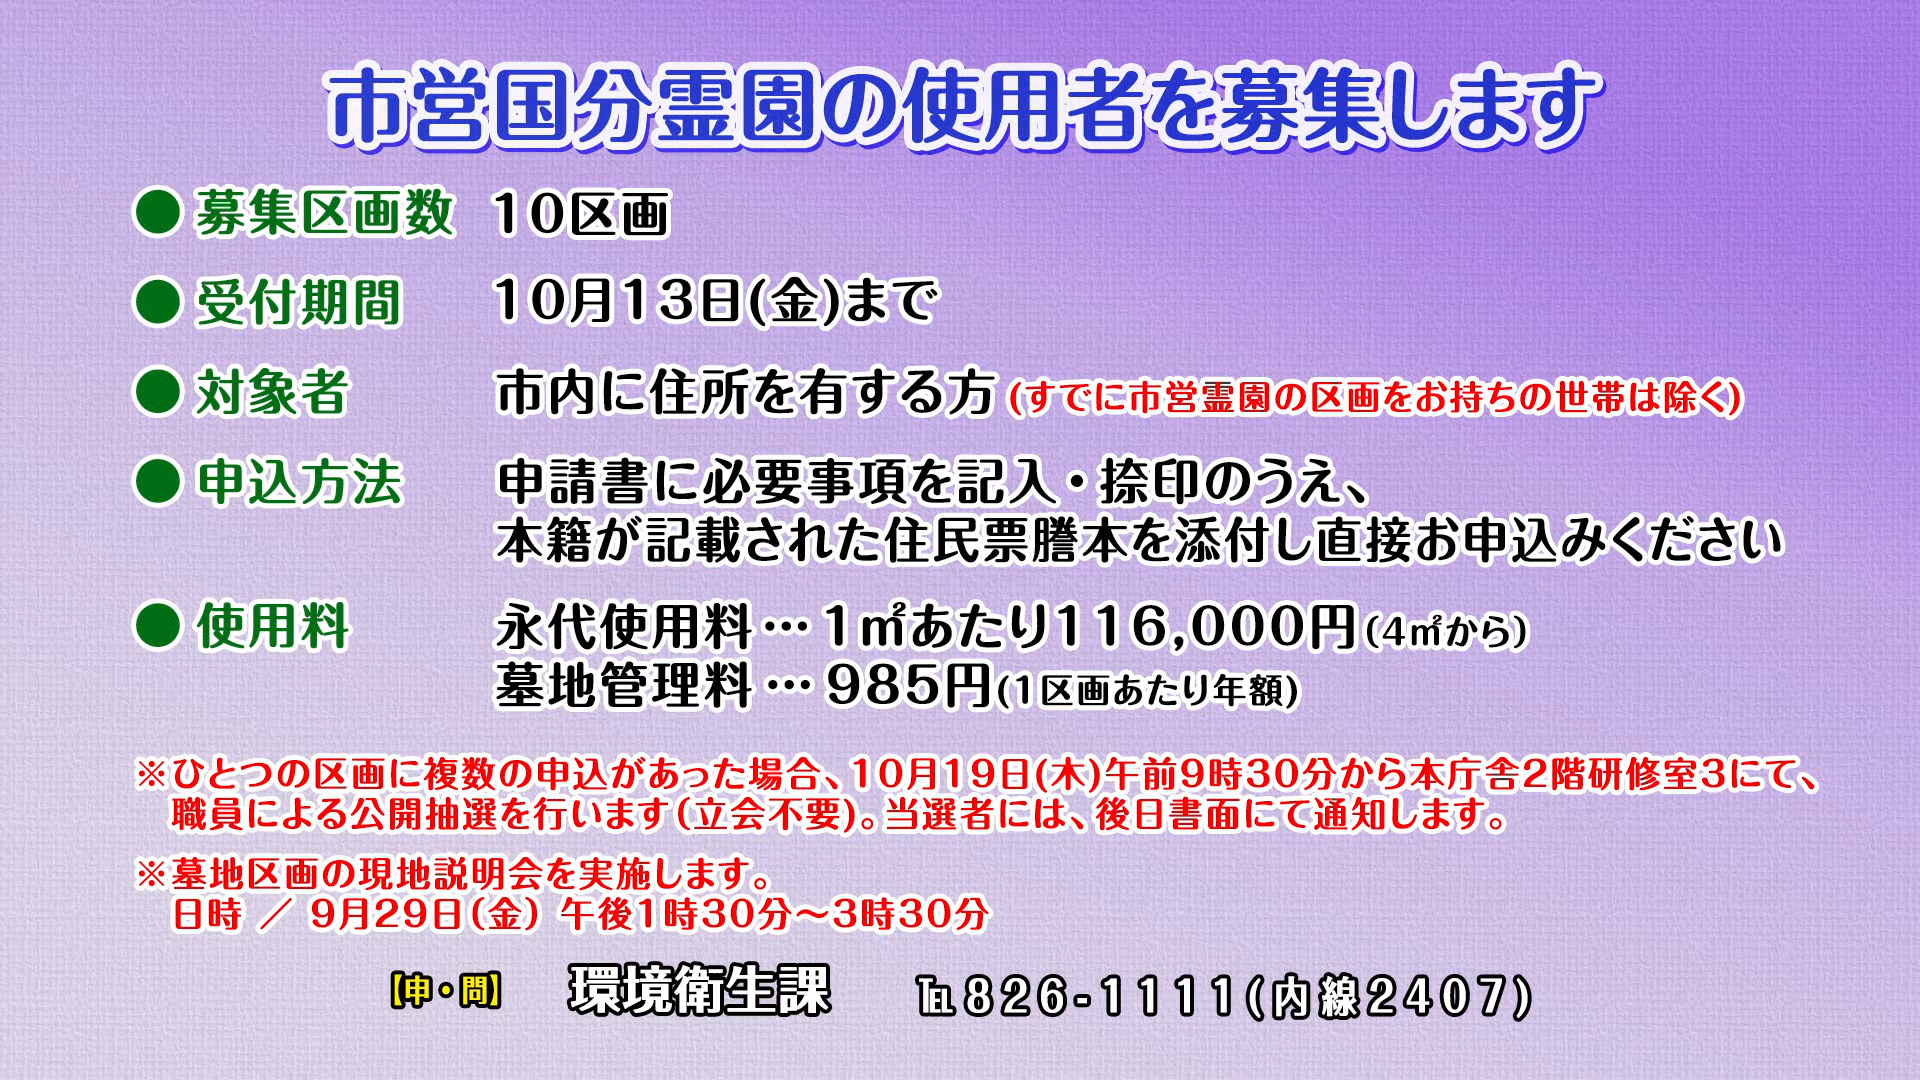 市営国分霊園の使用者を募集します
● 募集区画数 10区画
● 受付期間 10月13日(金)まで
● 対象者 市内に住所を有する方 (すでに市営霊園の区画をお持ちの世帯は除く)
● 申込方法 申請書に必要事項を記入・捺印のうえ、
本籍が記載された住民票謄本を添付し直接お申込みください
● 使用料 永代使用料…1㎡あたり116,000円(4㎡から)
墓地管理料…985円(1区画あたり年額)
※ひとつの区画に複数の申込があった場合、10月19日(木)午前9時30分から本庁舎2階研修室3にて、
職員による公開抽選を行います(立会不要)。当選者には、後日書面にて通知します。
※墓地区画の現地説明会を実施します。
日時 ／ 9月29日(金) 午後1時30分～3時30分
【申・問】 環境衛生課 ℡826-1111(内線2407)